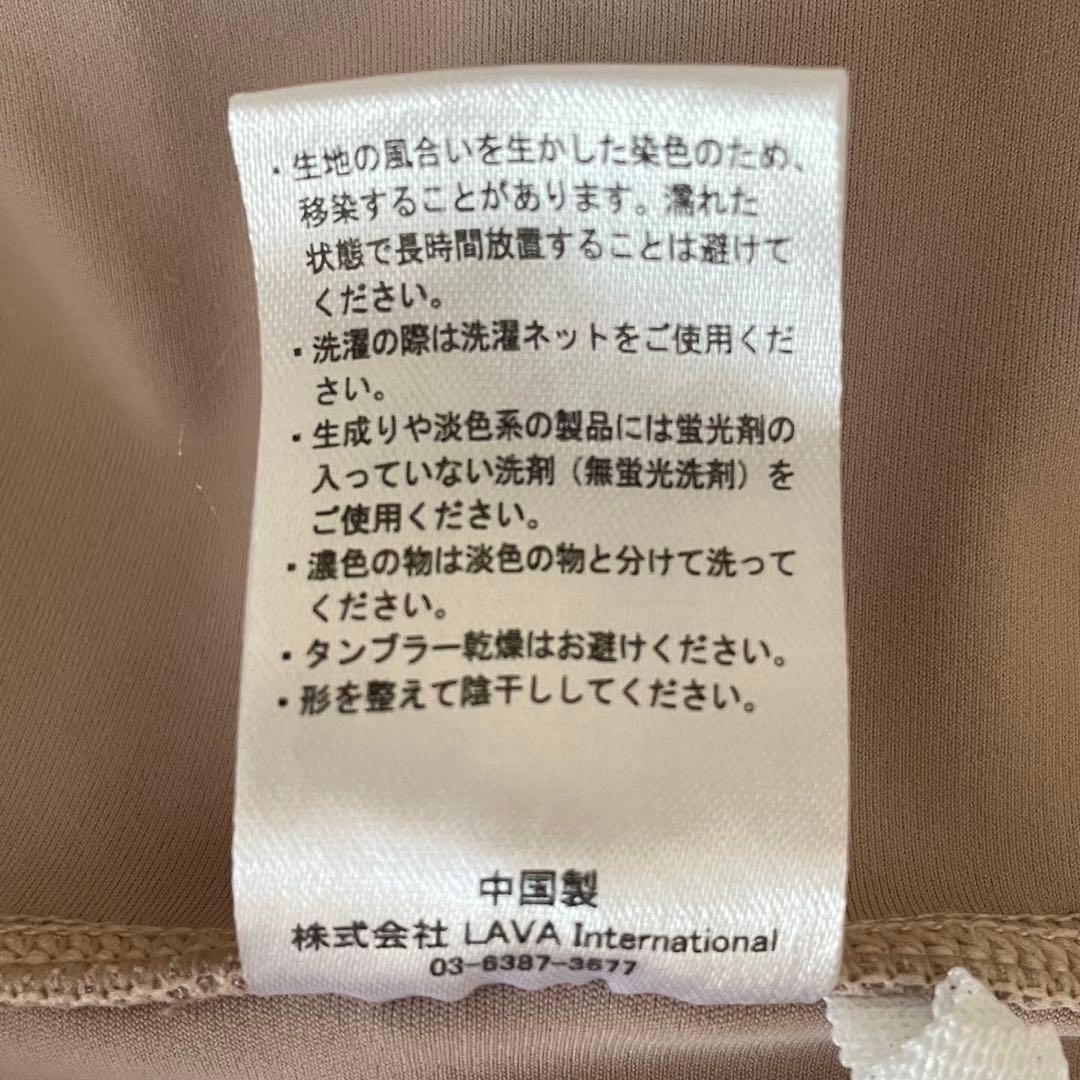 ・生地の風合いを生かした染色のため、
移染することがあります。濡れた
状態で長時間放置することは避けて
ください。
・洗濯の際は洗濯ネットをご使用くだ
さい。
・生成りや淡色系の製品には蛍光剤の
入っていない洗剤（無蛍光洗剤）を
ご使用ください。
・濃色の物は淡色の物と分けて洗って
ください。
・タンブラー乾燥はお避けください。
・形を整えて陰干ししてください。
中国製
株式会社 LAVA International
03-6387-3677